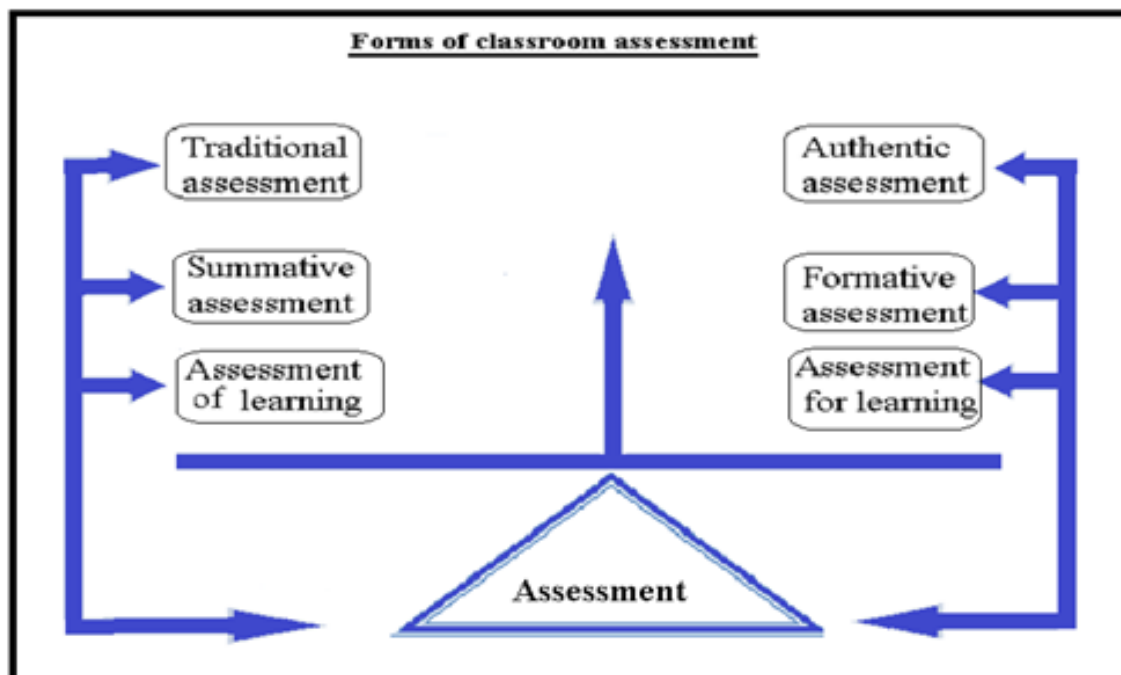 Forms of classroom assessment
Traditional
assessment
Authentic
assessment
Summative
assessment
Formative
assessment
Assessment
of learning
Assessment
for learning
Assessment